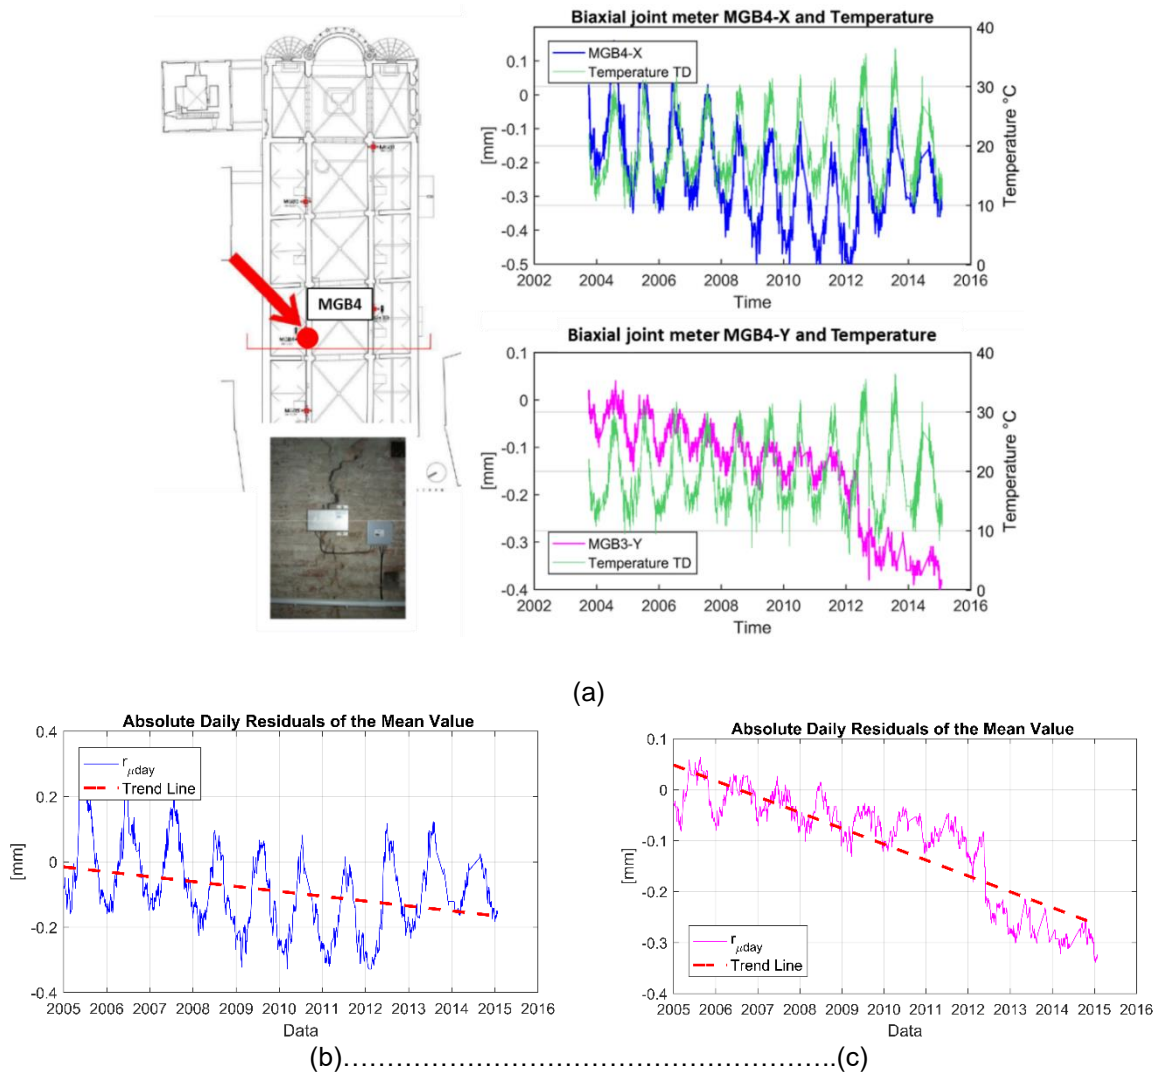 Biaxial joint meter MGB4-X and Temperature
MGB4-X
Temperature TD
0.1
0
-0.1
-0.2
-0.3
-0.4
-0.5
[mm]
40
30
20
10
0
Temperature °C
2002 2004 2006 2008 2010 2012 2014 2016
Time
MGB4
Biaxial joint meter MGB4-Y and Temperature
0.1
0
-0.1
-0.2
-0.3
-0.4
[mm]
40
30
20
10
0
Temperature °C
MGB3-Y
Temperature TD
2002 2004 2006 2008 2010 2012 2014 2016
Time
(a)
Absolute Daily Residuals of the Mean Value
0.4
0.2
0
-0.2
-0.4
[mm]
rμday
Trend Line
2005 2006 2007 2008 2009 2010 2011 2012 2013 2014 2015 2016
Data
Absolute Daily Residuals of the Mean Value
0.1
0
-0.1
-0.2
-0.3
-0.4
[mm]
rμday
Trend Line
2005 2006 2007 2008 2009 2010 2011 2012 2013 2014 2015 2016
Data
(b)…………………………………………………..(c)